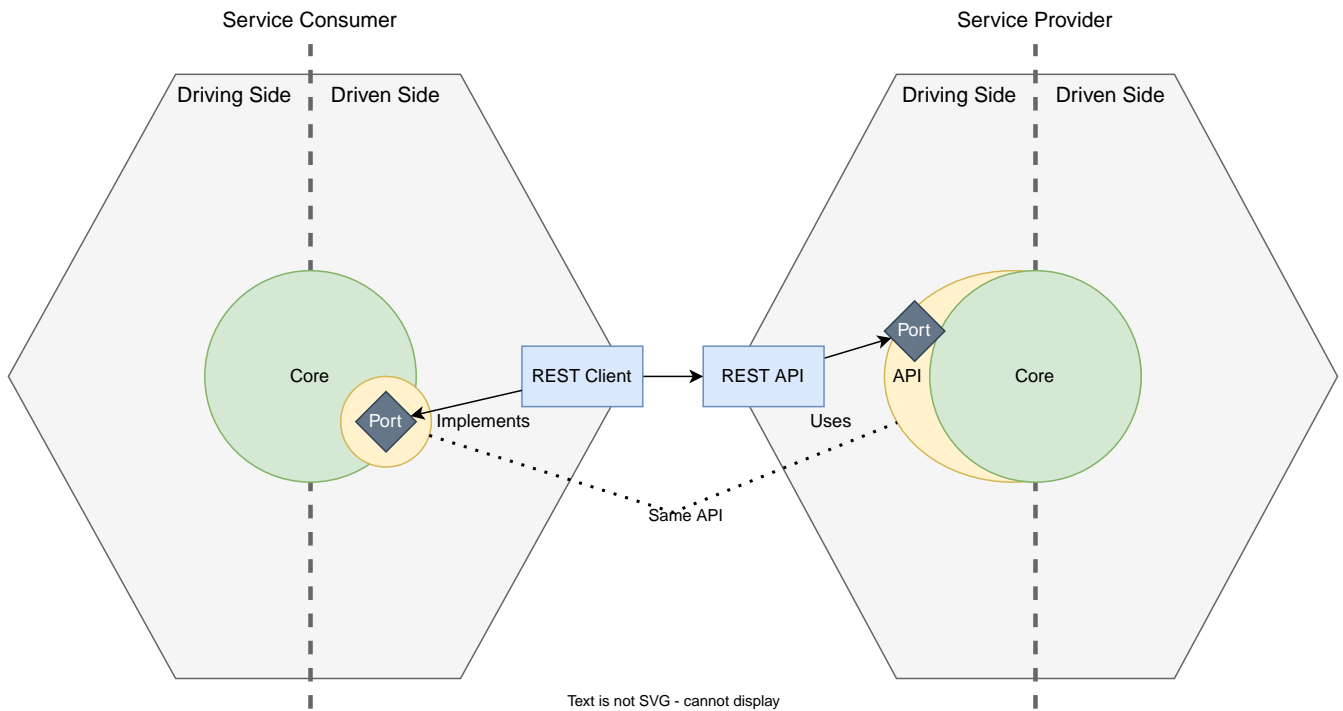 Service Consumer
Service Provider
Driving Side
Driven Side
Driving Side
Driven Side
Port
Core
REST Client
REST API
API
Core
Port
Implements
Uses
Same API
Text is not SVG - cannot display